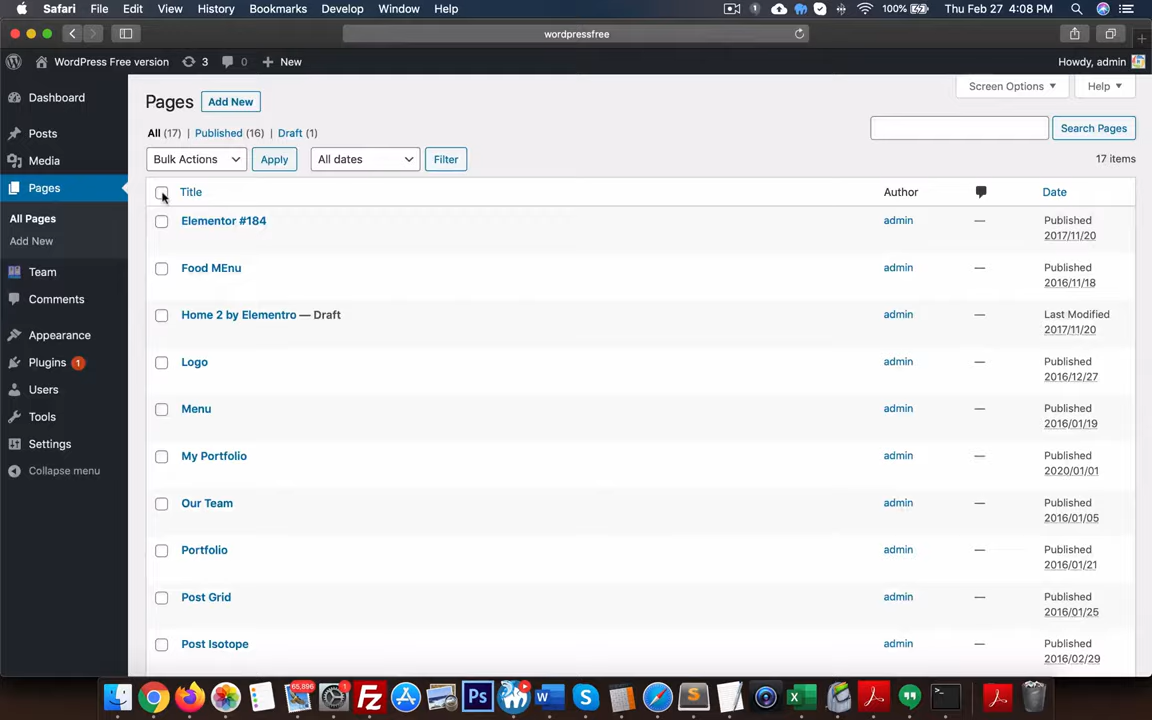 Safari File Edit View History Bookmarks Develop Window Help 1 100% Thu Feb 27 4:08 PM
wordpressfree
WordPress Free version 3 0 + New Howdy, admin
Screen Options Help
Dashboard
Posts
Media
Pages
All Pages
Add New
Team
Comments
Appearance
Plugins 1
Users
Tools
Settings
Collapse menu
Pages Add New
All (17) | Published (16) | Draft (1)
Search Pages
Bulk Actions Apply All dates Filter
17 items
Title Author Date
Elementor #184 admin — Published
2017/11/20
Food MEnu admin — Published
2016/11/18
Home 2 by Elementro — Draft admin — Last Modified
2017/11/20
Logo admin — Published
2016/12/27
Menu admin — Published
2016/01/19
My Portfolio admin — Published
2020/01/01
Our Team admin — Published
2016/01/05
Portfolio admin — Published
2016/01/21
Post Grid admin — Published
2016/01/25
Post Isotope admin — Published
2016/02/29
65,896 1 Fz Ps W S X >_